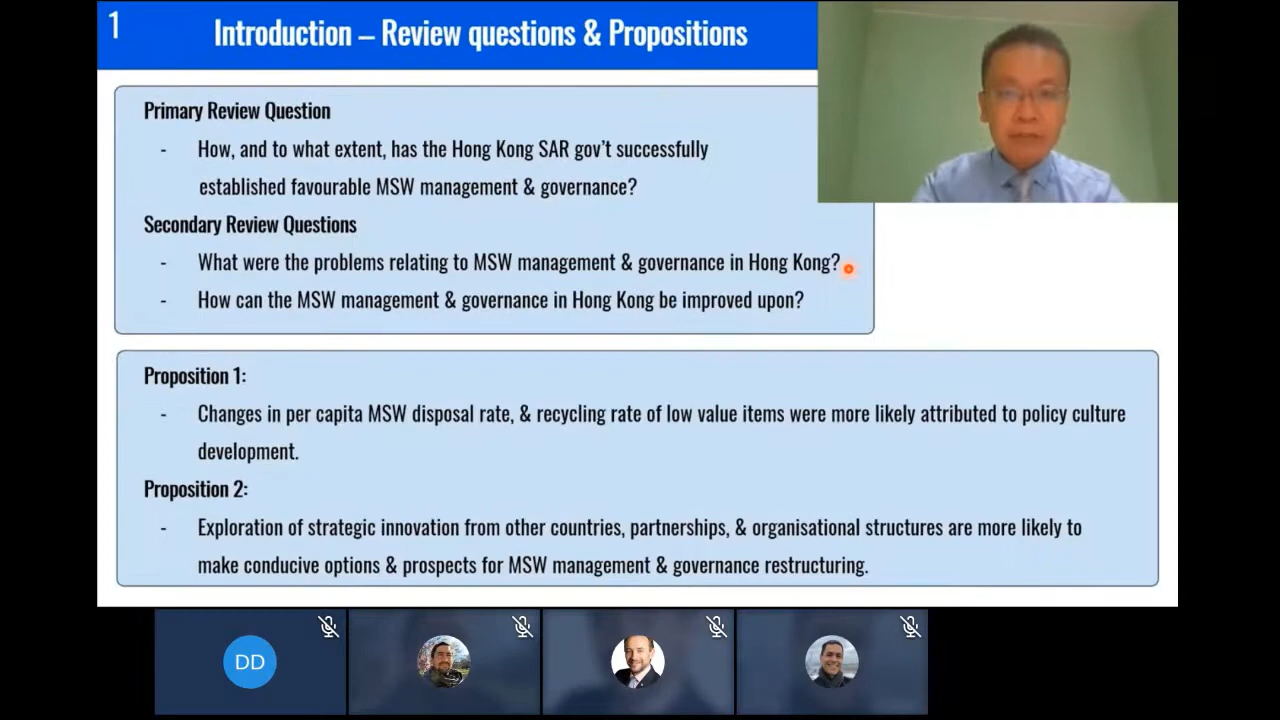 1
Introduction – Review questions & Propositions
Primary Review Question
- How, and to what extent, has the Hong Kong SAR gov't successfully
established favourable MSW management & governance?
Secondary Review Questions
- What were the problems relating to MSW management & governance in Hong Kong?
- How can the MSW management & governance in Hong Kong be improved upon?
Proposition 1:
- Changes in per capita MSW disposal rate, & recycling rate of low value items were more likely attributed to policy culture
development.
Proposition 2:
- Exploration of strategic innovation from other countries, partnerships, & organisational structures are more likely to
make conducive options & prospects for MSW management & governance restructuring.
DD